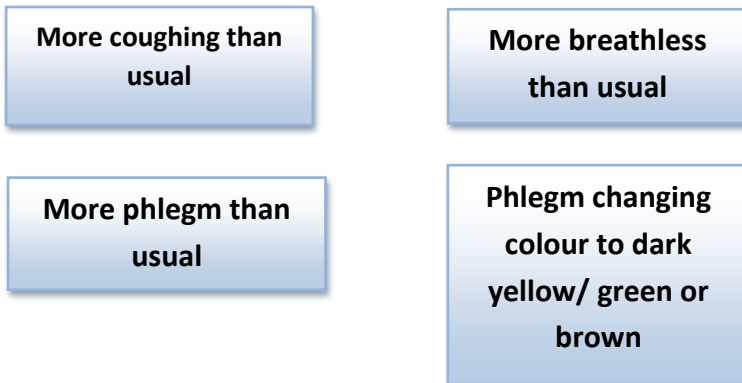 More coughing than
usual
More breathless
than usual
More phlegm than
usual
Phlegm changing
colour to dark
yellow/ green or
brown